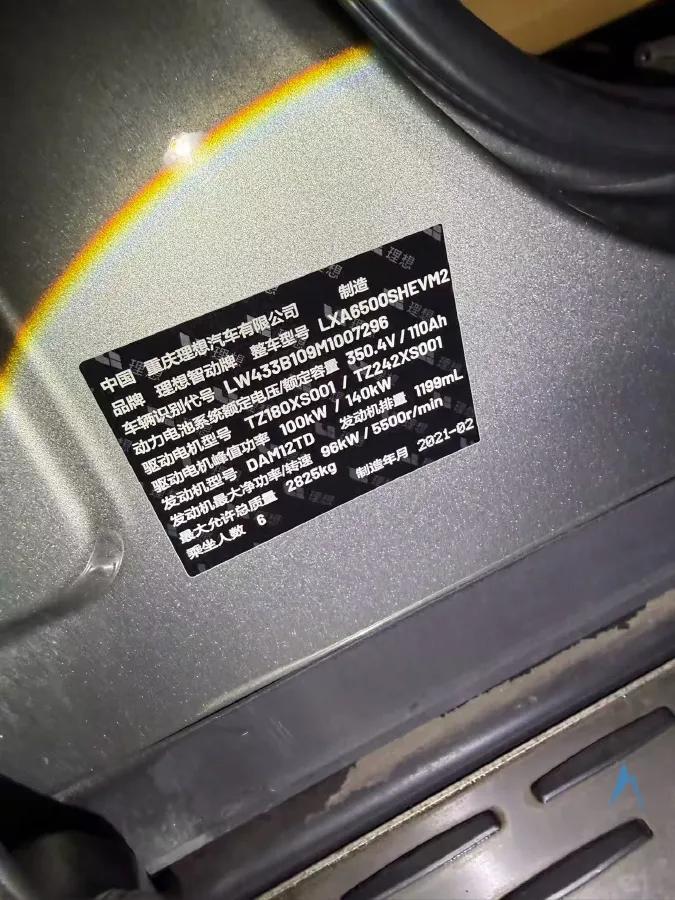 中国 重庆理想汽车有限公司 制造
品牌 理想智动牌 整车型号 LXA6500SHEVM2
车辆识别代号 LW433B109M1007296
动力电池系统额定电压/额定容量 350.4V / 110Ah
驱动电机型号 TZ180XS001 / TZ242XS001
驱动电机峰值功率 100kW / 140kW
发动机型号 DAM12TD 发动机排量 1199mL
发动机最大净功率/转速 96kW / 5500r/min
最大允许总质量 2825kg 制造年月 2021-02
乘坐人数 6